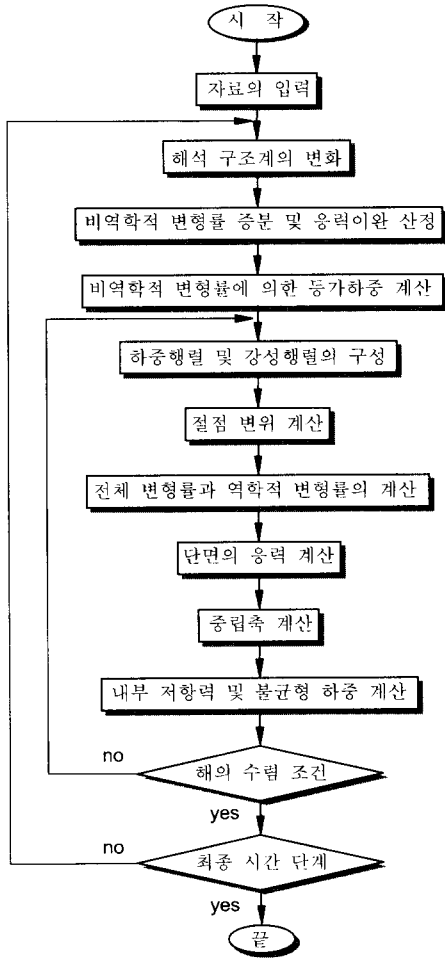 시 작
자료의 입력
해석 구조계의 변화
비역학적 변형률 증분 및 응력이완 산정
비역학적 변형률에 의한 등가하중 계산
하중행렬 및 강성행렬의 구성
절점 변위 계산
전체 변형률과 역학적 변형률의 계산
단면의 응력 계산
중립축 계산
내부 저항력 및 불균형 하중 계산
no
해의 수렴 조건
yes
no
최종 시간 단계
yes
끝